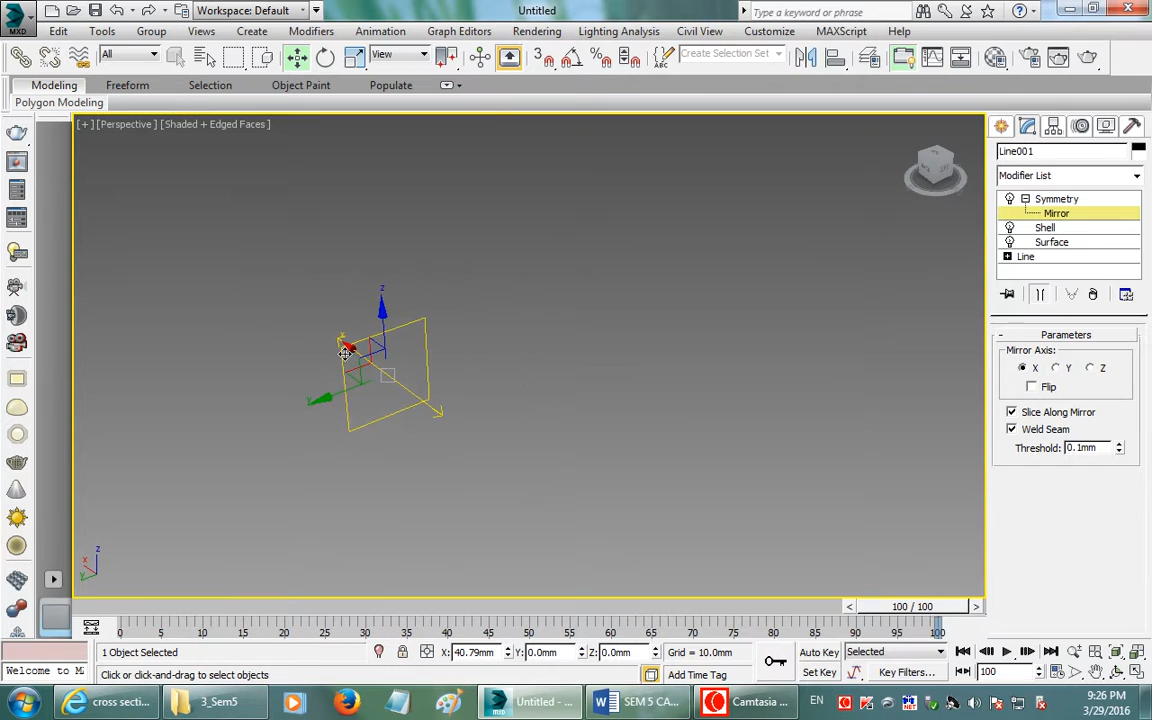 Workspace: Default
Untitled
Type a keyword or phrase
MXD
Edit
Tools
Group
Views
Create
Modifiers
Animation
Graph Editors
Rendering
Lighting Analysis
Civil View
Customize
MAXScript
Help
All
View
Create Selection Set
Modeling
Freeform
Selection
Object Paint
Populate
Polygon Modeling
[+] [Perspective] [Shaded + Edged Faces]
Line001
Modifier List
Symmetry
Mirror
Shell
Surface
Line
Parameters
Mirror Axis:
X
Y
Z
Flip
Slice Along Mirror
Weld Seam
Threshold: 0.1mm
z
x
y
z
x
y
100 / 100
0
5
10
15
20
25
30
35
40
45
50
55
60
65
70
75
80
85
90
95
100
1 Object Selected
X: 40.79mm
Y: 0.0mm
Z: 0.0mm
Grid = 10.0mm
Auto Key
Selected
Welcome to M
Click or click-and-drag to select objects
Add Time Tag
Set Key
Key Filters...
100
cross secti...
3_Sem5
Untitled - ...
SEM 5 CA...
Camtasia ...
EN
9:26 PM
3/29/2016